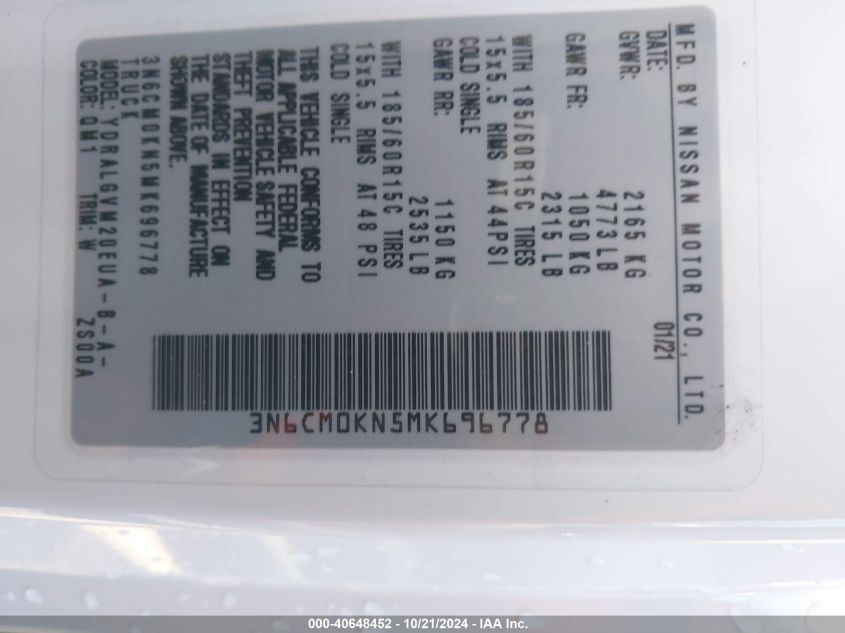 MFD. BY NISSAN MOTOR CO., LTD.
DATE: 01/21
GVWR: 2165 KG
4773 LB
GAWR FR: 1050 KG
2315 LB
WITH 185/60R15C TIRES
15x5.5 RIMS AT 44PSI
COLD SINGLE
GAWR RR: 1150 KG
2535 LB
WITH 185/60R15C TIRES
15x5.5 RIMS AT 48 PSI
COLD SINGLE
THIS VEHICLE CONFORMS TO
ALL APPLICABLE FEDERAL
MOTOR VEHICLE SAFETY AND
THEFT PREVENTION
STANDARDS IN EFFECT ON
THE DATE OF MANUFACTURE
SHOWN ABOVE.
3N6CM0KN5MK696778
TRUCK
MODEL: YDRALGVM20EUA-B-A-
COLOR: QM1 TRIM: W ZS00A
3N6CM0KN5MK696778
000-40648452 - 10/21/2024 - IAA Inc.